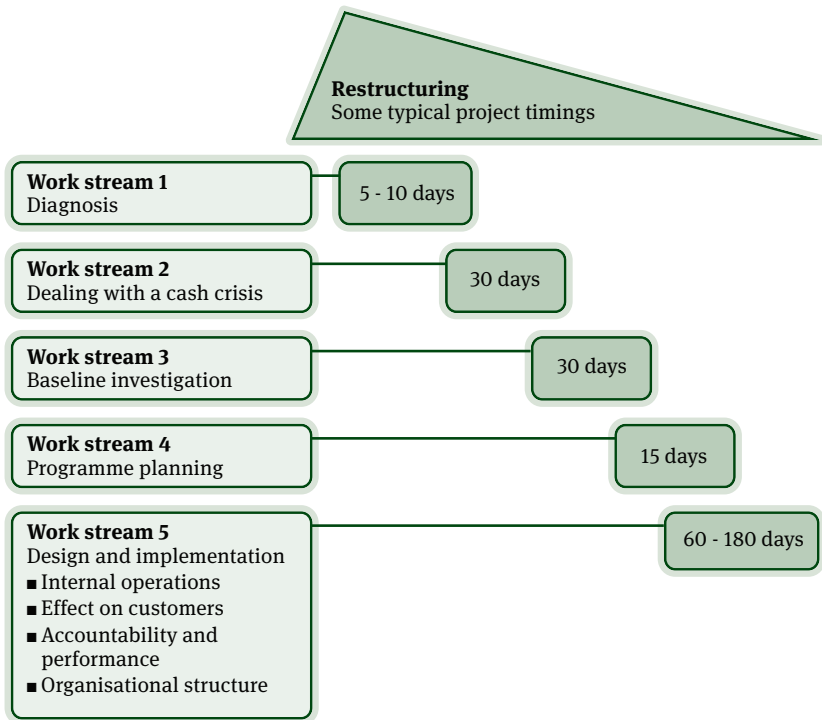 Restructuring
Some typical project timings
Work stream 1
Diagnosis
5 - 10 days
Work stream 2
Dealing with a cash crisis
30 days
Work stream 3
Baseline investigation
30 days
Work stream 4
Programme planning
15 days
Work stream 5
Design and implementation
■ Internal operations
■ Effect on customers
■ Accountability and
performance
■ Organisational structure
60 - 180 days